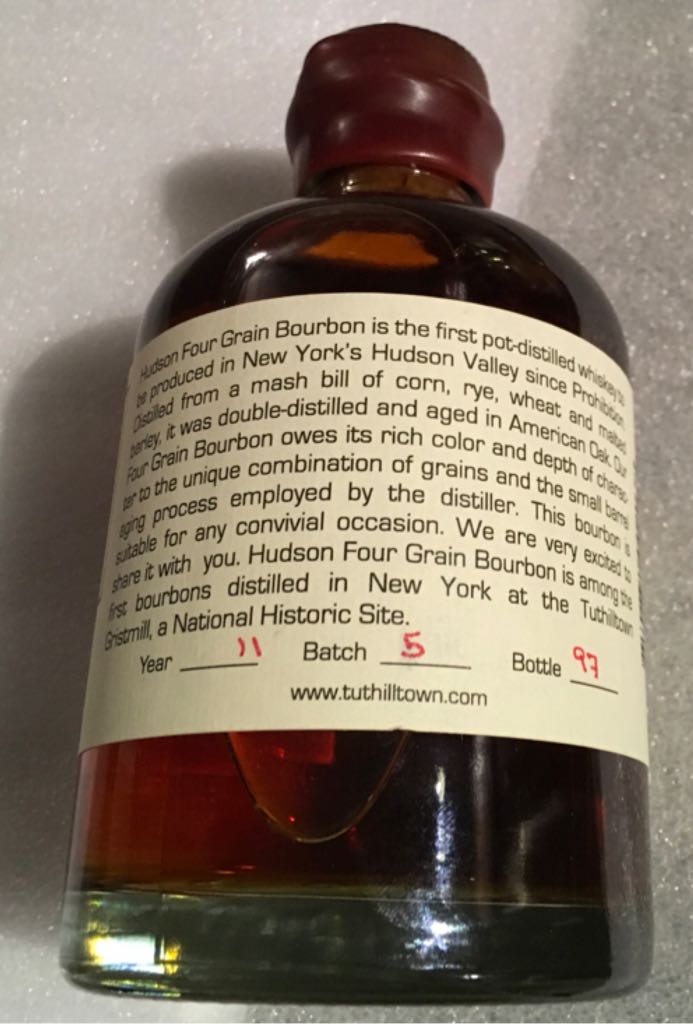 Hudson Four Grain Bourbon is the first pot-distilled whiskey to
be produced in New York's Hudson Valley since Prohibition
Distilled from a mash bill of corn, rye, wheat and malted
barley, it was double-distilled and aged in American Oak. Our
Four Grain Bourbon owes its rich color and depth of charac-
ter to the unique combination of grains and the small barrel
aging process employed by the distiller. This bourbon is
suitable for any convivial occasion. We are very excited to
share it with you. Hudson Four Grain Bourbon is among the
first bourbons distilled in New York at the Tuthilltown
Gristmill, a National Historic Site.
Year 11 Batch 5 Bottle 97
www.tuthilltown.com